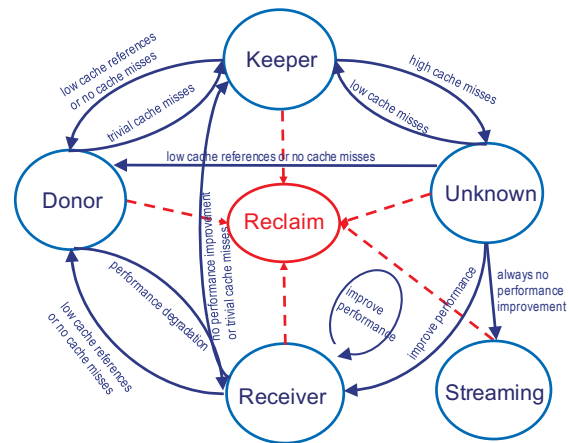 Keeper
low cache references
or no cache misses
trivial cache misses
high cache misses
low cache misses
low cache references or no cache misses
Donor
Reclaim
Unknown
no performance improvement
or trivial cache misses
performance degradation
low cache references
or no cache misses
improve
performance
improve performance
always no
performance
improvement
Receiver
Streaming